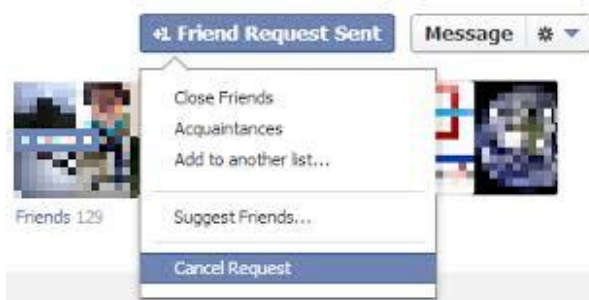 +1 Friend Request Sent
Message
Close Friends
Acquaintances
Add to another list...
Friends 129
Suggest Friends...
Cancel Request